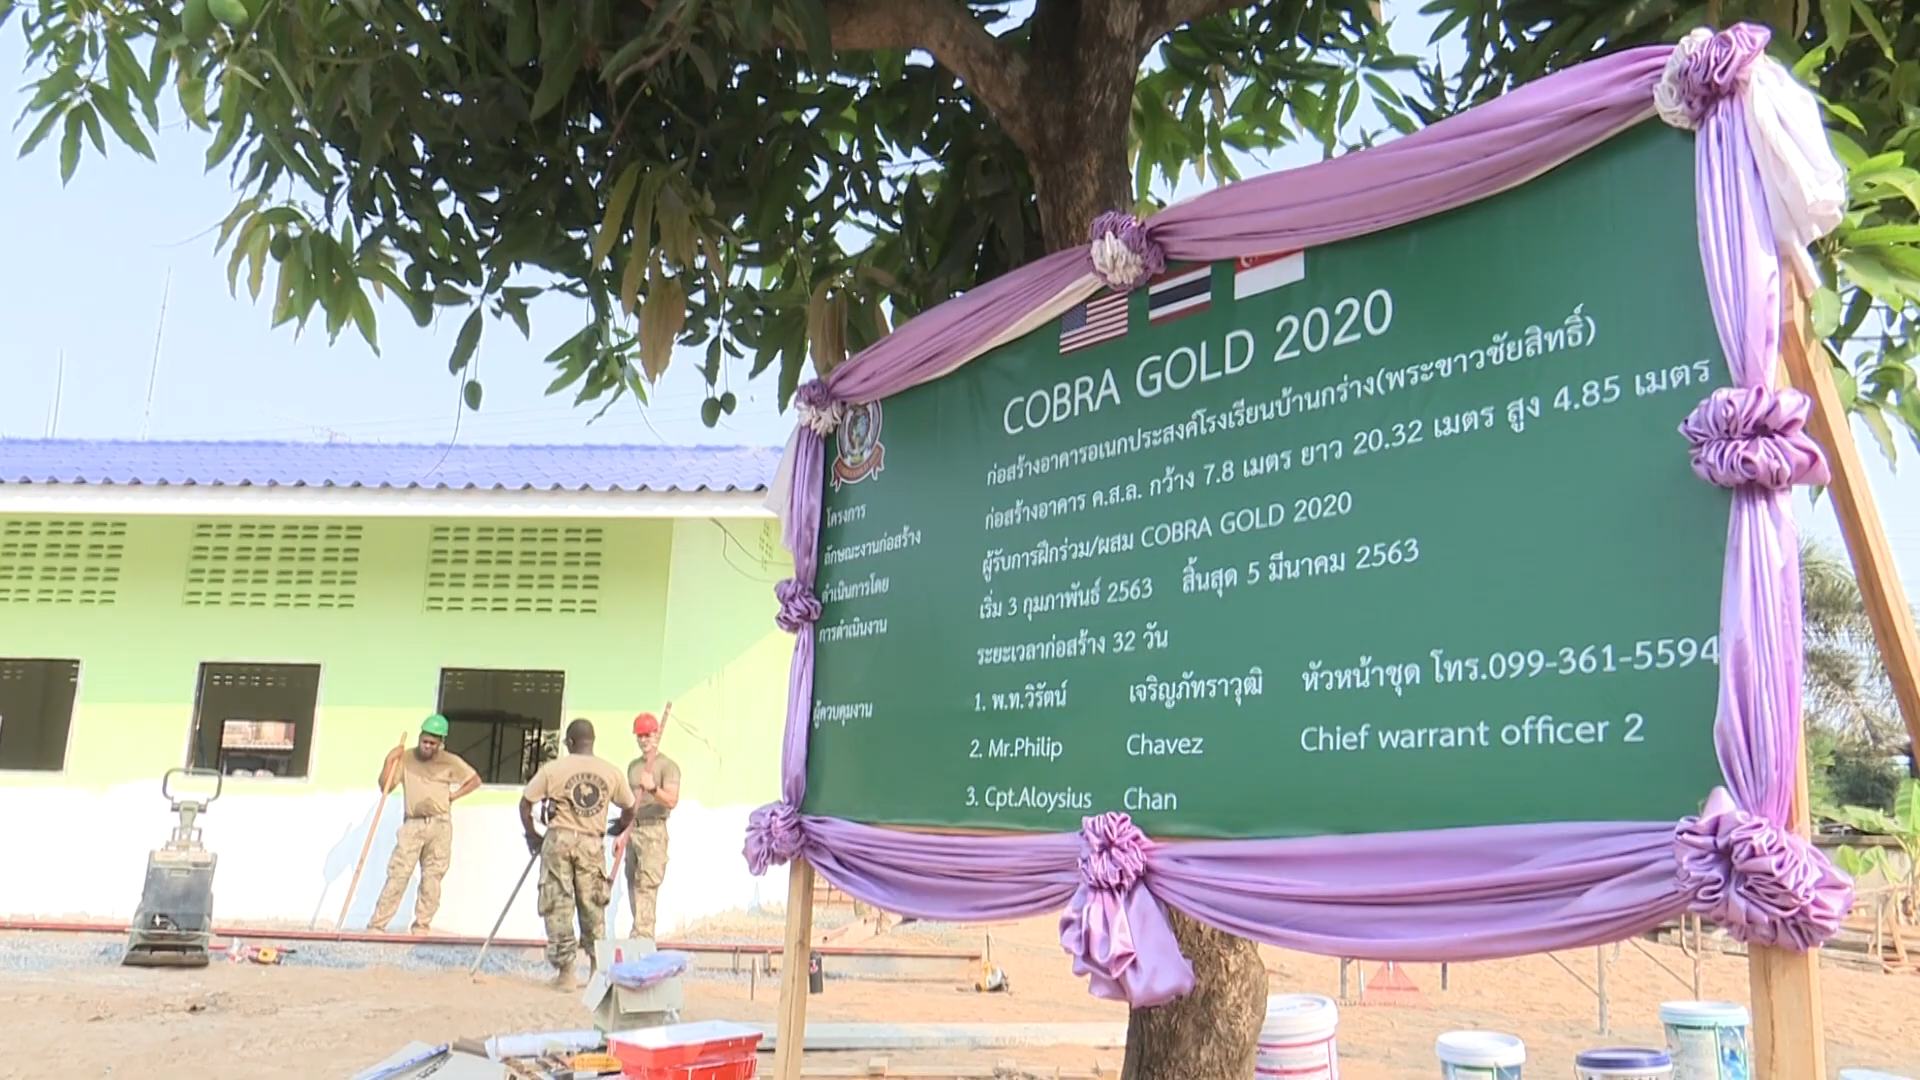 COBRA GOLD 2020
โครงการ ก่อสร้างอาคารอเนกประสงค์โรงเรียนบ้านกร่าง(พระขาวชัยสิทธิ์)
ลักษณะงานก่อสร้าง ก่อสร้างอาคาร ค.ส.ล. กว้าง 7.8 เมตร ยาว 20.32 เมตร สูง 4.85 เมตร
ดำเนินการโดย ผู้รับการฝึกร่วม/ผสม COBRA GOLD 2020
การดำเนินงาน เริ่ม 3 กุมภาพันธ์ 2563 สิ้นสุด 5 มีนาคม 2563
ระยะเวลาก่อสร้าง 32 วัน
ผู้ควบคุมงาน 1. พ.ท.วิรัตน์ เจริญภัทราวุฒิ หัวหน้าชุด โทร.099-361-5594
2. Mr.Philip Chavez Chief warrant officer 2
3. Cpt.Aloysius Chan